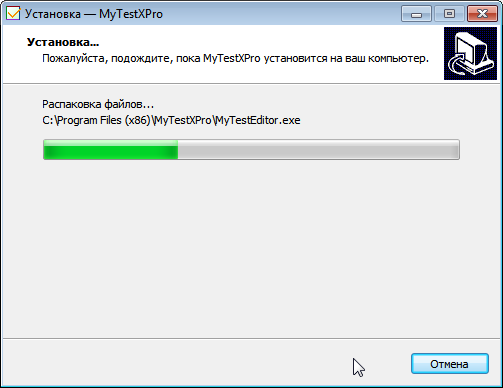 Установка — MyTestXPro
Установка...
Пожалуйста, подождите, пока MyTestXPro установится на ваш компьютер.
Распаковка файлов...
C:\Program Files (x86)\MyTestXPro\MyTestEditor.exe
Отмена